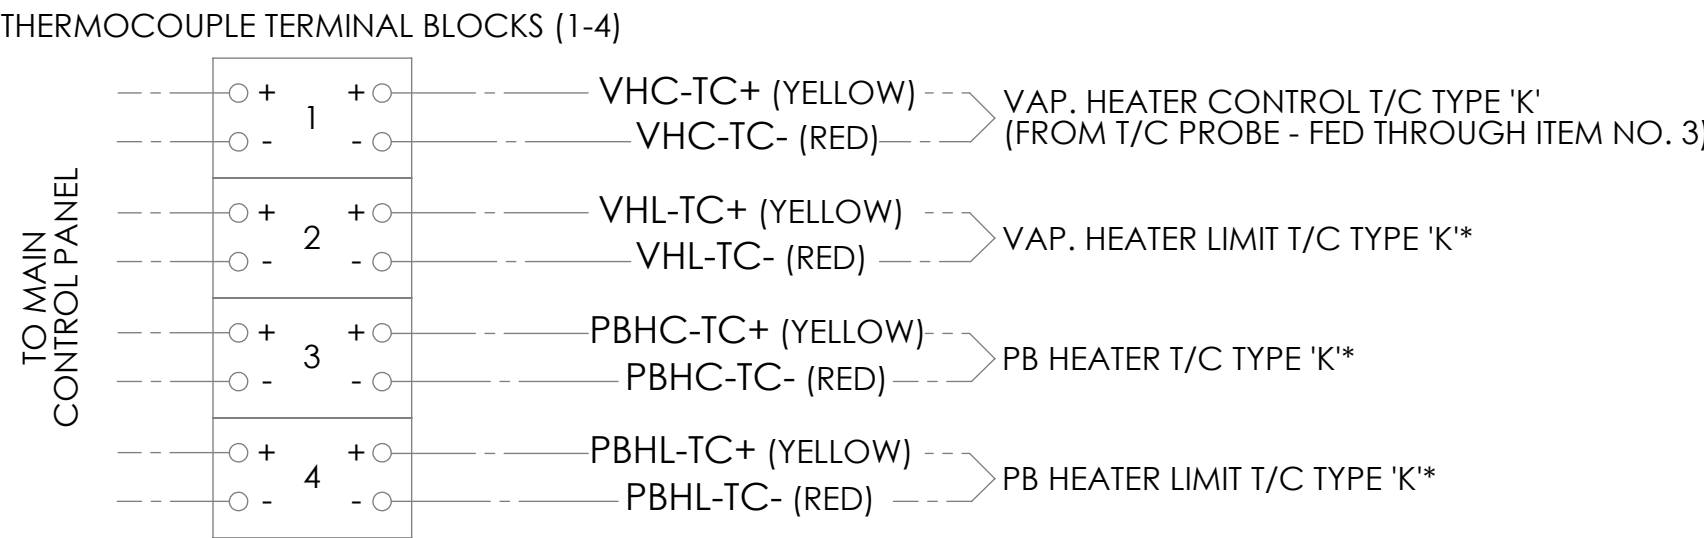 THERMOCOUPLE TERMINAL BLOCKS (1-4)
TO MAIN
CONTROL PANEL
+ 1 +
- -
VHC-TC+ (YELLOW)
VHC-TC- (RED)
VAP. HEATER CONTROL T/C TYPE 'K'
(FROM T/C PROBE - FED THROUGH ITEM NO. 3)
+ 2 +
- -
VHL-TC+ (YELLOW)
VHL-TC- (RED)
VAP. HEATER LIMIT T/C TYPE 'K'*
+ 3 +
- -
PBHC-TC+ (YELLOW)
PBHC-TC- (RED)
PB HEATER T/C TYPE 'K'*
+ 4 +
- -
PBHL-TC+ (YELLOW)
PBHL-TC- (RED)
PB HEATER LIMIT T/C TYPE 'K'*